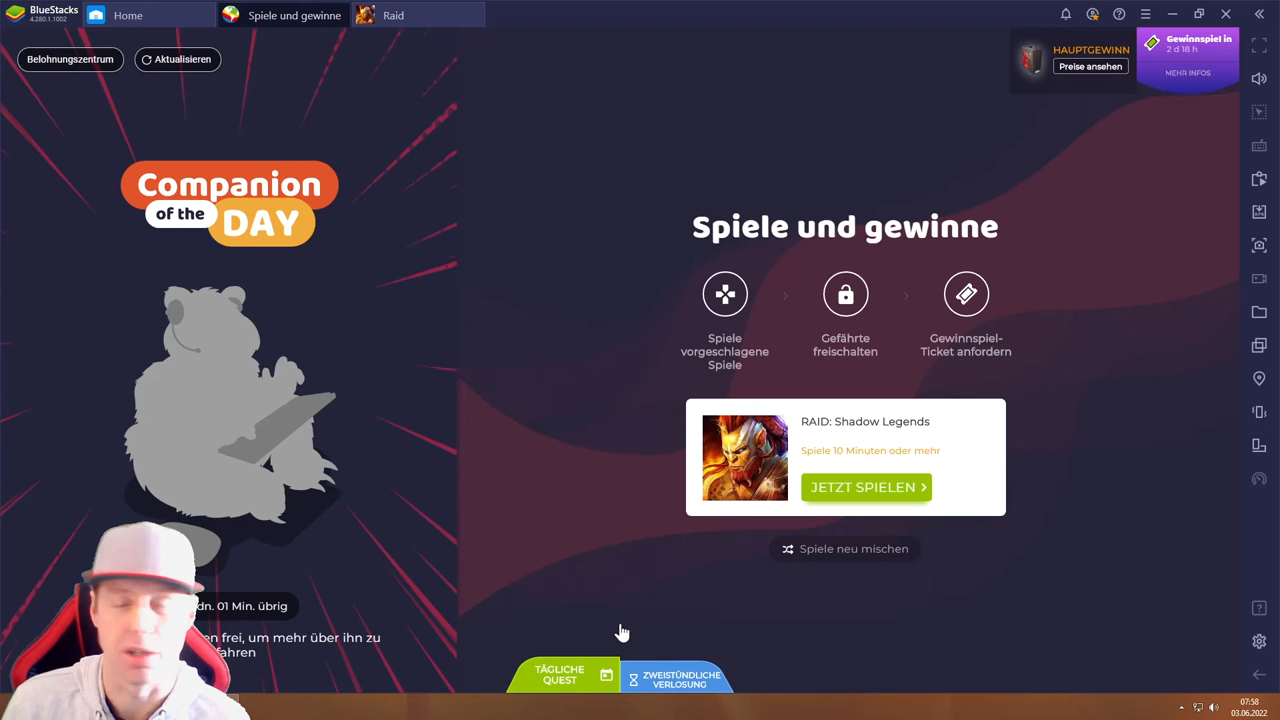 BlueStacks
4.280.1.1002
Home
Spiele und gewinne
Raid
Belohnungszentrum
Aktualisieren
HAUPTGEWINN
Preise ansehen
Gewinnspiel in
2 d 18 h
MEHR INFOS
Companion
of the
DAY
Spiele und gewinne
Spiele
vorgeschlagene
Spiele
Gefährte
freischalten
Gewinnspiel-
Ticket anfordern
RAID: Shadow Legends
Spiele 10 Minuten oder mehr
JETZT SPIELEN
Spiele neu mischen
dn. 01 Min. übrig
en frei, um mehr über ihn zu
fahren
TÄGLICHE
QUEST
ZWEISTÜNDLICHE
VERLOSUNG
APK
07:58
03.06.2022